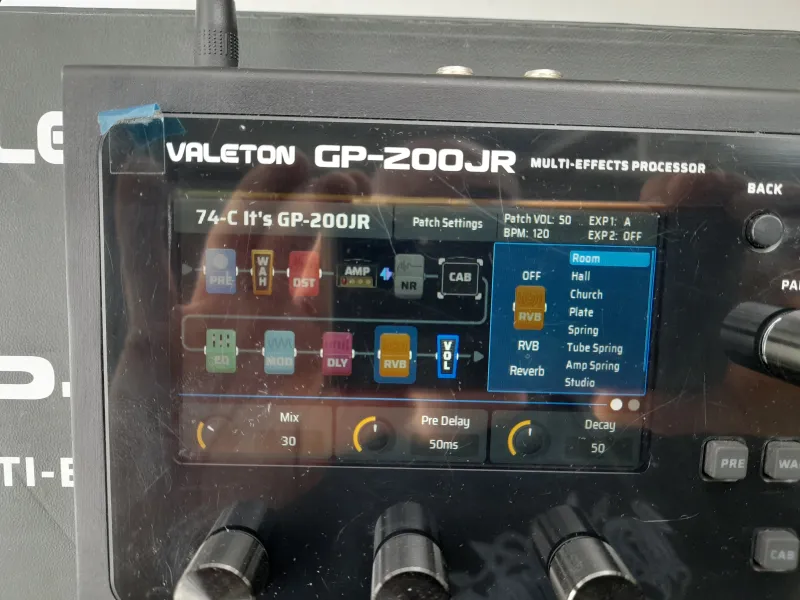 VALETON GP-200JR MULTI-EFFECTS PROCESSOR
BACK
74-C It's GP-200JR
Patch Settings
Patch VOL: 50 EXP1: A
BPM: 120 EXP2: OFF
PRE
WAH
DST
AMP
NR
CAB
EQ
MOD
DLY
RVB
VOL
OFF
RVB
RVB
Reverb
Room
Hall
Church
Plate
Spring
Tube Spring
Amp Spring
Studio
Mix
30
Pre Delay
50ms
Decay
50
PRE
CAB